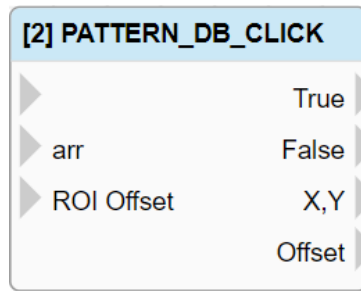 [2] PATTERN_DB_CLICK
True
arr False
ROI Offset X,Y
Offset